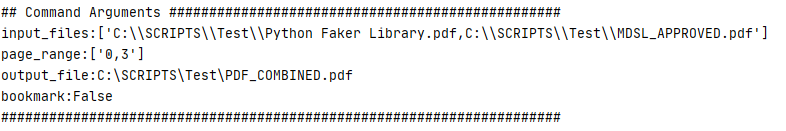 ## Command Arguments #################################################
input_files:['C:\\SCRIPTS\\Test\\Python Faker Library.pdf,C:\\SCRIPTS\\Test\\MDSL_APPROVED.pdf']
page_range:['0,3']
output_file:C:\SCRIPTS\Test\PDF_COMBINED.pdf
bookmark:False
######################################################################